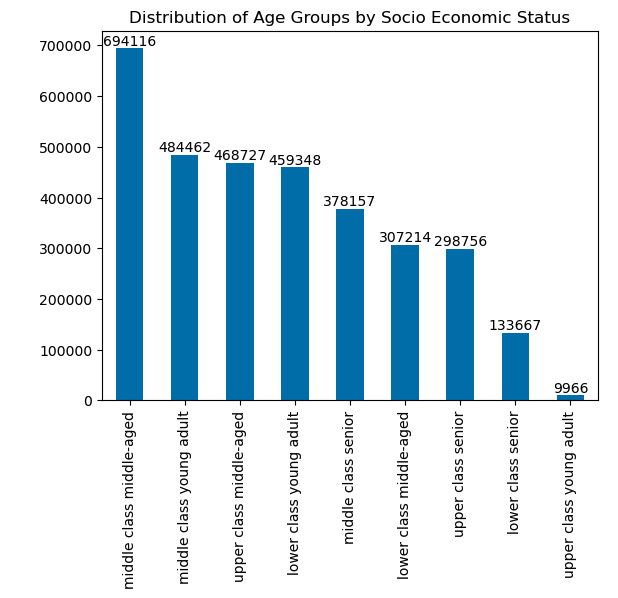 Distribution of Age Groups by Socio Economic Status
700000
600000
500000
400000
300000
200000
100000
0
694116
484462
468727
459348
378157
307214
298756
133667
9966
middle class middle-aged
middle class young adult
upper class middle-aged
lower class young adult
middle class senior
lower class middle-aged
upper class senior
lower class senior
upper class young adult